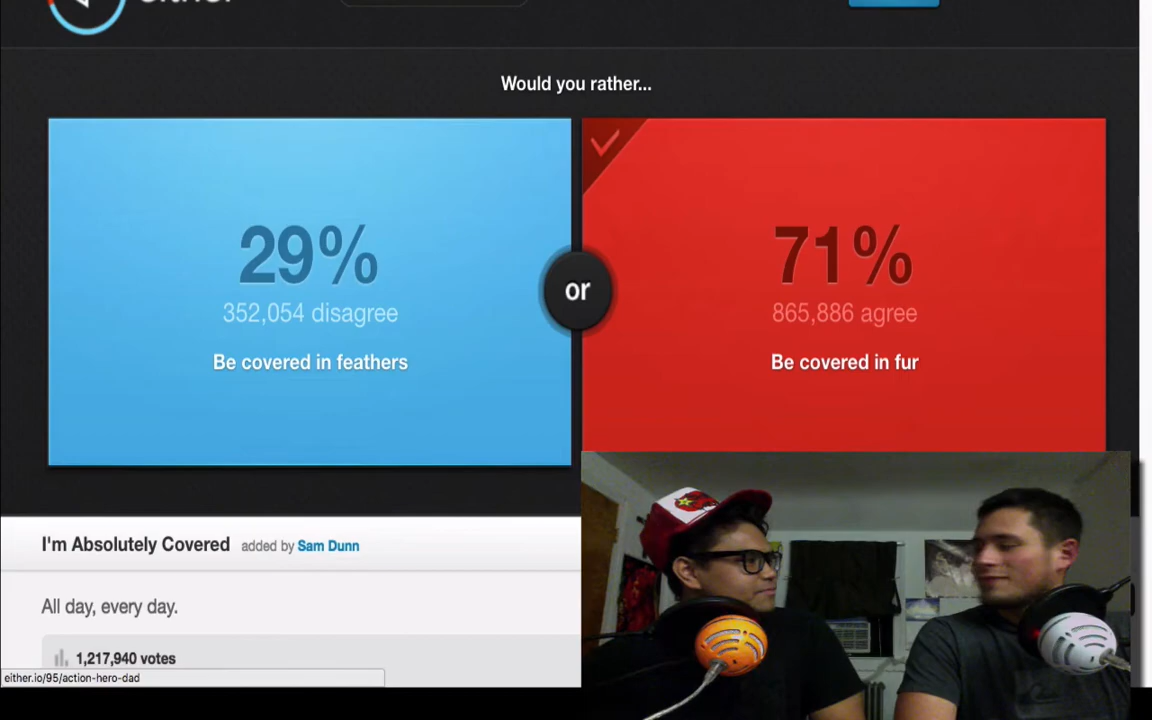 either
Would you rather...
29%
352,054 disagree
Be covered in feathers
or
71%
865,886 agree
Be covered in fur
I'm Absolutely Covered added by Sam Dunn
All day, every day.
1,217,940 votes
either.io/95/action-hero-dad